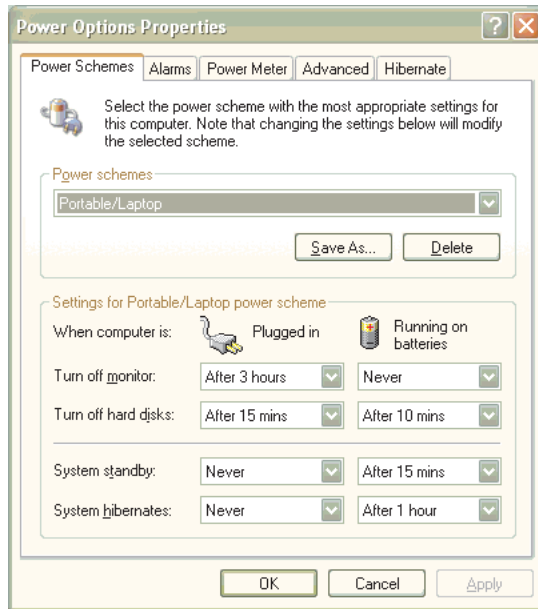 Power Options Properties
Power Schemes Alarms Power Meter Advanced Hibernate
Select the power scheme with the most appropriate settings for
this computer. Note that changing the settings below will modify
the selected scheme.
Power schemes
Portable/Laptop
Save As... Delete
Settings for Portable/Laptop power scheme
When computer is: Plugged in Running on
batteries
Turn off monitor: After 3 hours Never
Turn off hard disks: After 15 mins After 10 mins
System standby: Never After 15 mins
System hibernates: Never After 1 hour
OK Cancel Apply